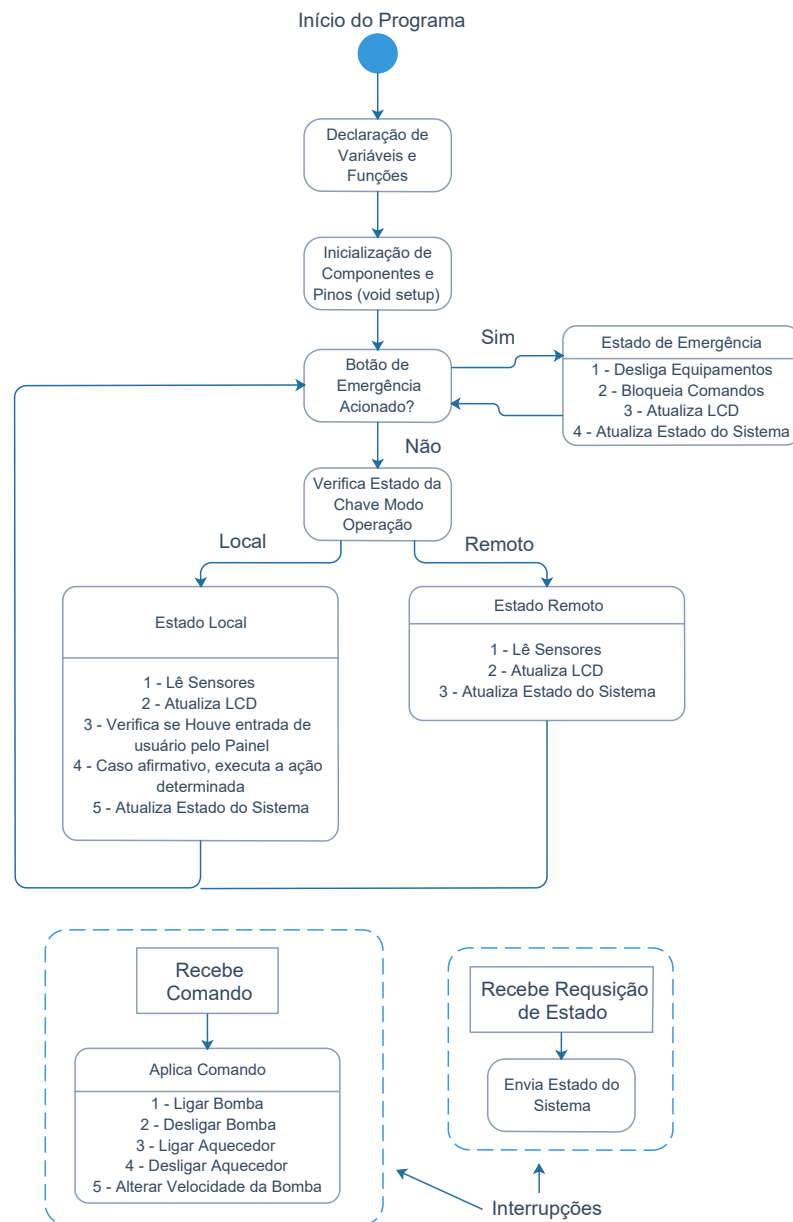 Início do Programa
Declaração de
Variáveis e
Funções
Inicialização de
Componentes e
Pinos (void setup)
Botão de
Emergência
Acionado?
Sim
Estado de Emergência
1 - Desliga Equipamentos
2 - Bloqueia Comandos
3 - Atualiza LCD
4 - Atualiza Estado do Sistema
Não
Verifica Estado da
Chave Modo
Operação
Local
Remoto
Estado Local
1 - Lê Sensores
2 - Atualiza LCD
3 - Verifica se Houve entrada de
usuário pelo Painel
4 - Caso afirmativo, executa a ação
determinada
5 - Atualiza Estado do Sistema
Estado Remoto
1 - Lê Sensores
2 - Atualiza LCD
3 - Atualiza Estado do Sistema
Recebe
Comando
Aplica Comando
1 - Ligar Bomba
2 - Desligar Bomba
3 - Ligar Aquecedor
4 - Desligar Aquecedor
5 - Alterar Velocidade da Bomba
Recebe Requsição
de Estado
Envia Estado do
Sistema
Interrupções